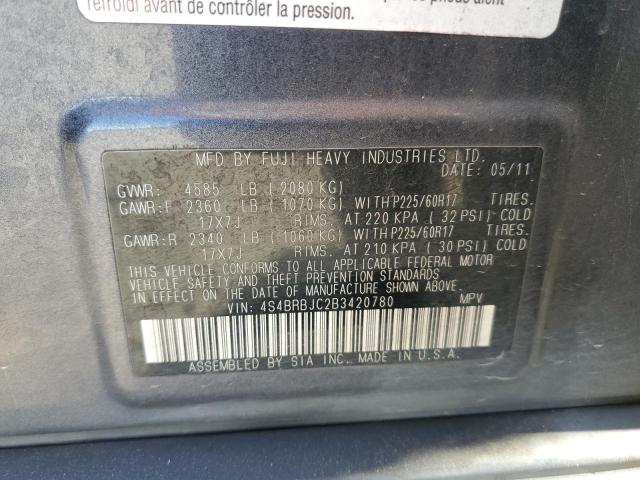 refroidi avant de contrôler la pression.
MFD BY FUJI HEAVY INDUSTRIES LTD.
DATE: 05/11
GVWR: 4585 LB ( 2080 KG)
GAWR:F 2360 LB ( 1070 KG) WITH P225/60R17 TIRES.
17X7J RIMS. AT 220 KPA ( 32 PSI) COLD
GAWR:R 2340 LB ( 1060 KG) WITH P225/60R17 TIRES.
17X7J RIMS. AT 210 KPA ( 30 PSI) COLD
THIS VEHICLE CONFORMS TO ALL APPLICABLE FEDERAL MOTOR
VEHICLE SAFETY AND THEFT PREVENTION STANDARDS
IN EFFECT ON THE DATE OF MANUFACTURE SHOWN ABOVE.
VIN: 4S4BRBJC2B3420780 MPV
ASSEMBLED BY SIA INC. MADE IN U.S.A.